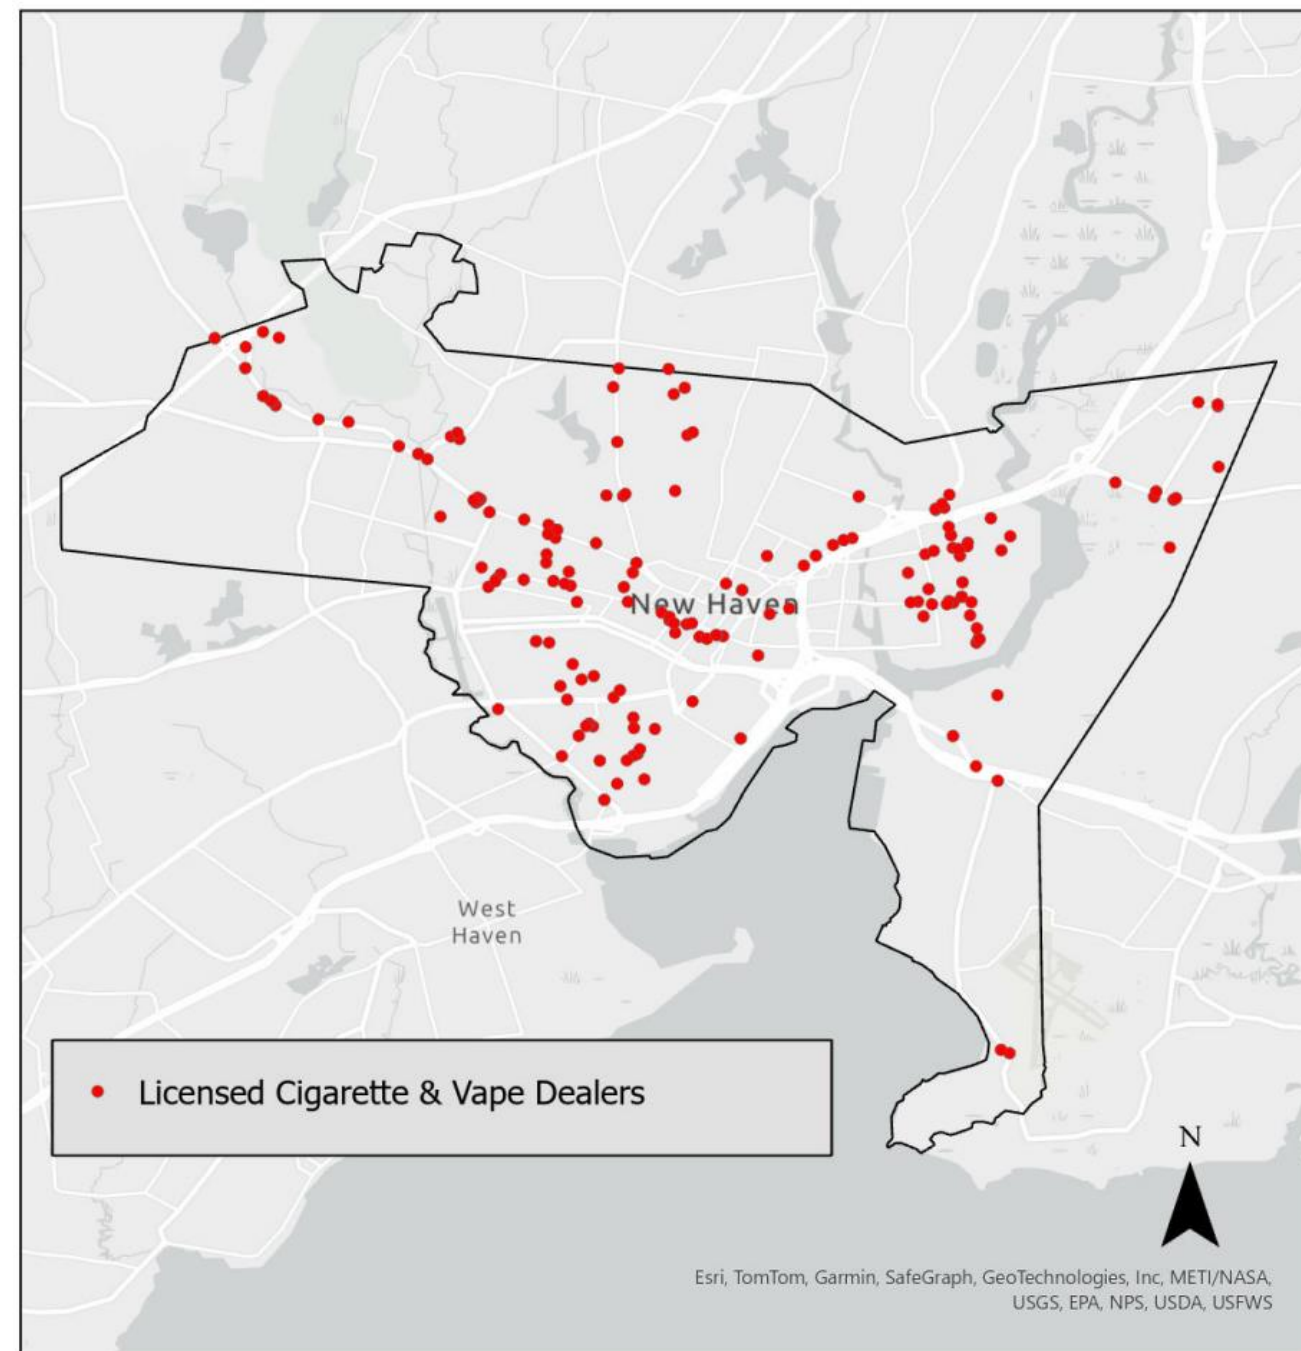 New Haven
West
Haven
Licensed Cigarette & Vape Dealers
N
Esri, TomTom, Garmin, SafeGraph, GeoTechnologies, Inc, METI/NASA,
USGS, EPA, NPS, USDA, USFWS